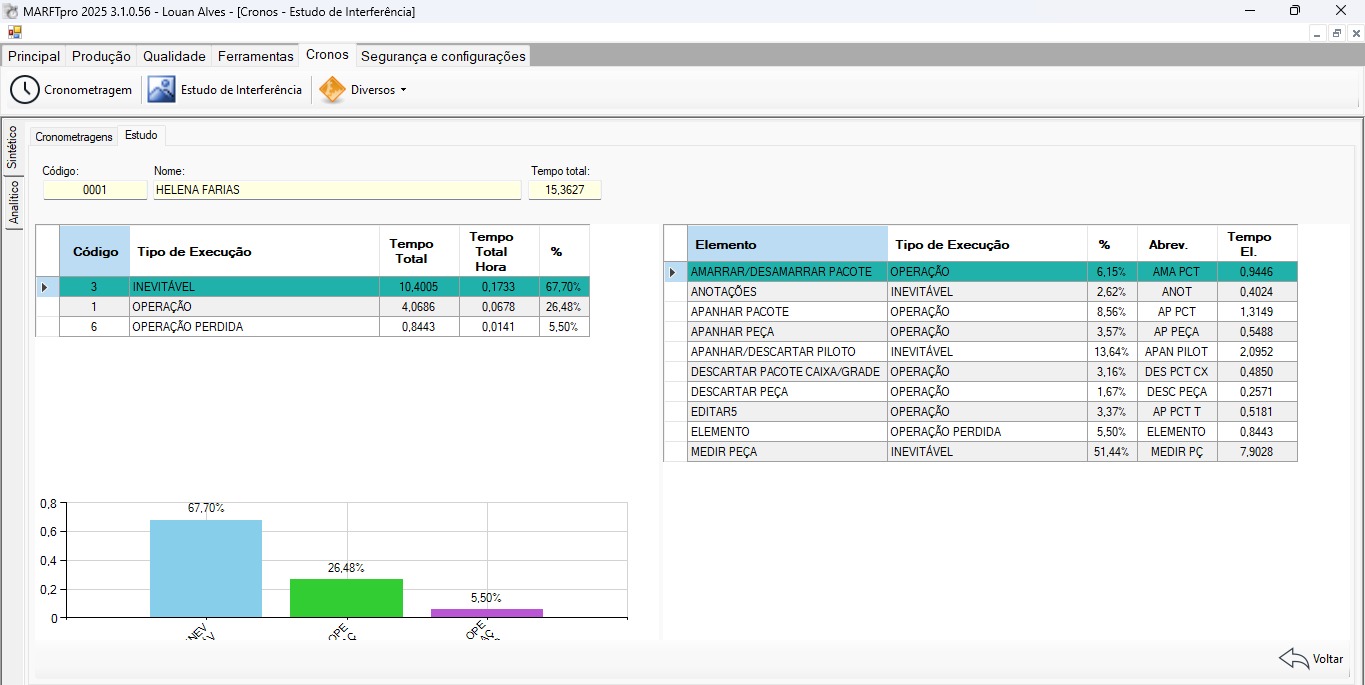 MARFTpro 2025 3.1.0.56 - Louan Alves - [Cronos - Estudo de Interferência]
Principal Produção Qualidade Ferramentas Cronos Segurança e configurações
Cronometragem Estudo de Interferência Diversos
Sintético
Analítico
Cronometragens Estudo
Código: Nome: Tempo total:
0001 HELENA FARIAS 15,3627
Código Tipo de Execução Tempo Total Tempo Total Hora %
3 INEVITÁVEL 10,4005 0,1733 67,70%
1 OPERAÇÃO 4,0686 0,0678 26,48%
6 OPERAÇÃO PERDIDA 0,8443 0,0141 5,50%
Elemento Tipo de Execução % Abrev. Tempo El.
AMARRAR/DESAMARRAR PACOTE OPERAÇÃO 6,15% AMA PCT 0,9446
ANOTAÇÕES INEVITÁVEL 2,62% ANOT 0,4024
APANHAR PACOTE OPERAÇÃO 8,56% AP PCT 1,3149
APANHAR PEÇA OPERAÇÃO 3,57% AP PEÇA 0,5488
APANHAR/DESCARTAR PILOTO INEVITÁVEL 13,64% APAN PILOT 2,0952
DESCARTAR PACOTE CAIXA/GRADE OPERAÇÃO 3,16% DES PCT CX 0,4850
DESCARTAR PEÇA OPERAÇÃO 1,67% DESC PEÇA 0,2571
EDITAR5 OPERAÇÃO 3,37% AP PCT T 0,5181
ELEMENTO OPERAÇÃO PERDIDA 5,50% ELEMENTO 0,8443
MEDIR PEÇA INEVITÁVEL 51,44% MEDIR PÇ 7,9028
0,8
0,6
0,4
0,2
0
67,70%
26,48%
5,50%
INEV
OPE
OPE
Voltar